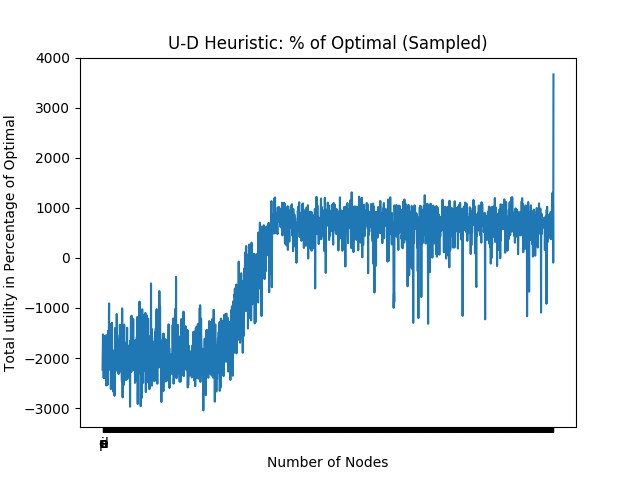 U-D Heuristic: % of Optimal (Sampled)
4000
3000
2000
1000
0
−1000
−2000
−3000
Total utility in Percentage of Optimal
Number of Nodes